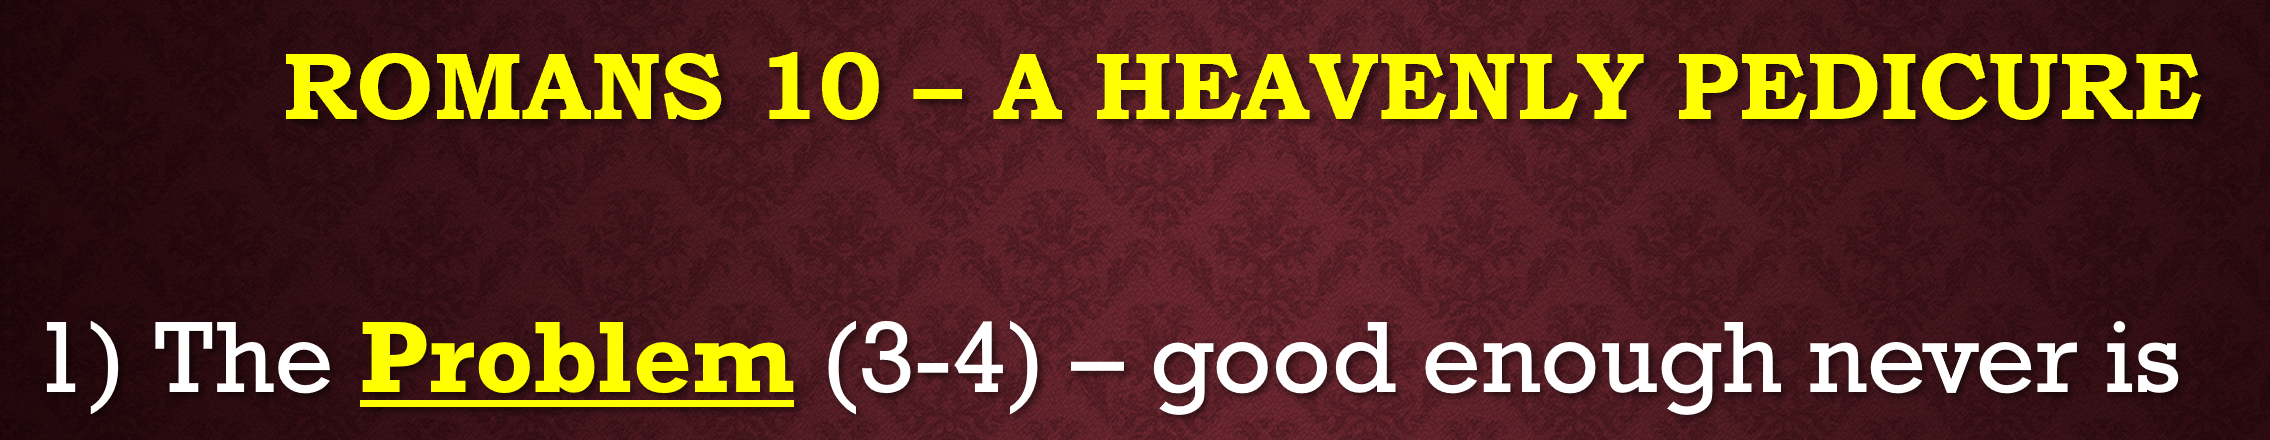 ROMANS 10 – A HEAVENLY PEDICURE
1) The Problem (3-4) – good enough never is